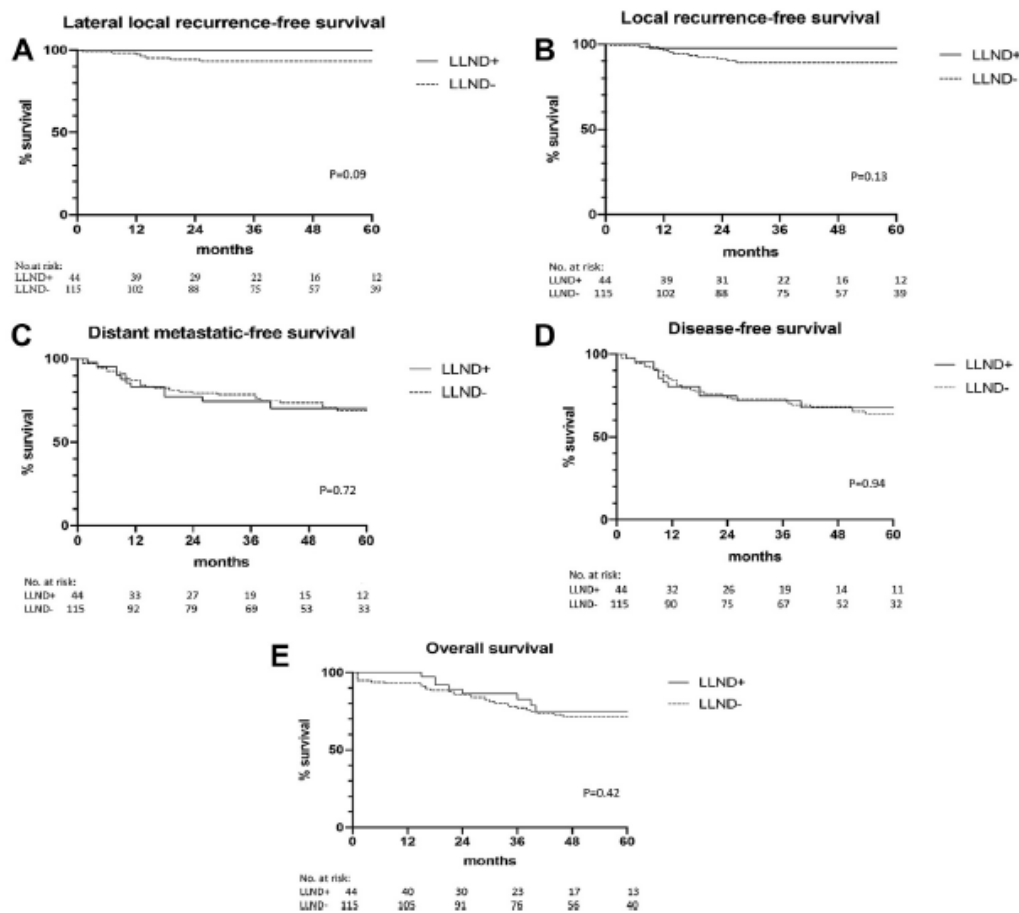 A
Lateral local recurrence-free survival
100
50
0
% survival
LLND+
LLND-
P=0.09
0 12 24 36 48 60
months
No.at risk:
LLND+ 44 39 29 22 16 12
LLND- 115 102 88 75 57 39
B
Local recurrence-free survival
100
50
0
% survival
LLND+
LLND-
P=0.13
0 12 24 36 48 60
months
No. at risk:
LLND+ 44 39 31 22 16 12
LLND- 115 102 88 75 57 39
C
Distant metastatic-free survival
100
50
0
% survival
LLND+
LLND-
P=0.72
0 12 24 36 48 60
months
No. at risk:
LLND+ 44 33 27 19 15 12
LLND- 115 92 79 69 53 33
D
Disease-free survival
100
50
0
% suvival
LLND+
LLND-
P=0.94
0 12 24 36 48 60
months
No. at risk:
LLND+ 44 32 26 19 14 11
LLND- 115 90 75 67 52 32
E
Overall survival
100
50
0
% survival
LLND+
LLND-
P=0.42
0 12 24 36 48 60
months
No. at risk:
LLND+ 44 40 30 23 17 13
LLND- 115 105 91 76 56 40